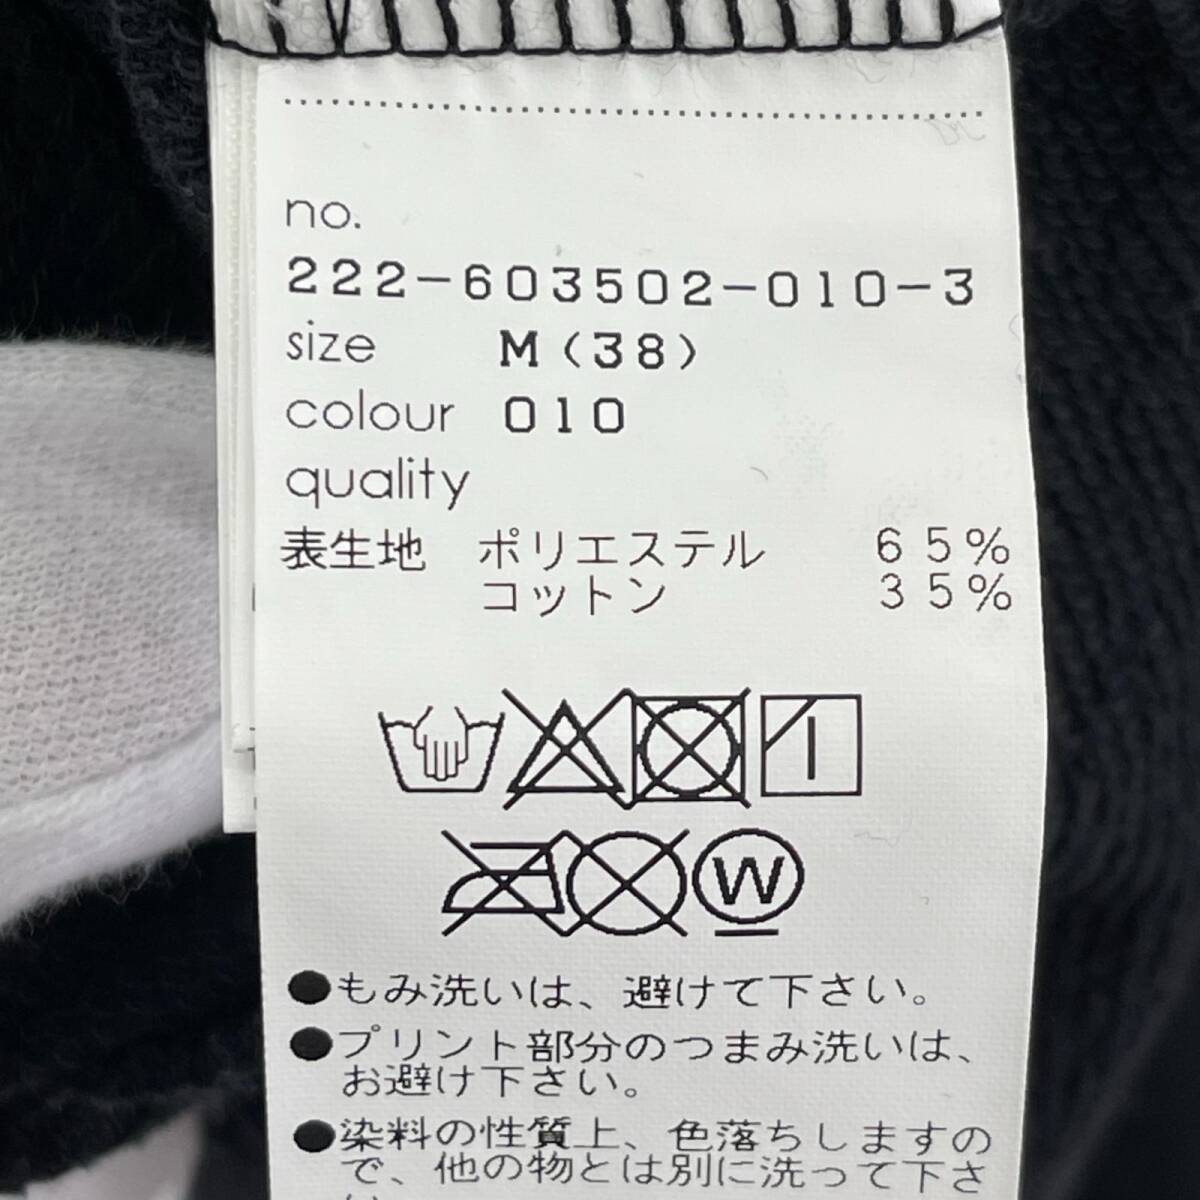 no.
222-603502-010-3
size M(38)
colour 010
quality
表生地 ポリエステル 65%
コットン 35%
W
●もみ洗いは、避けて下さい。
●プリント部分のつまみ洗いは、
お避け下さい。
●染料の性質上、色落ちしますの
で、他の物とは別に洗って下さ